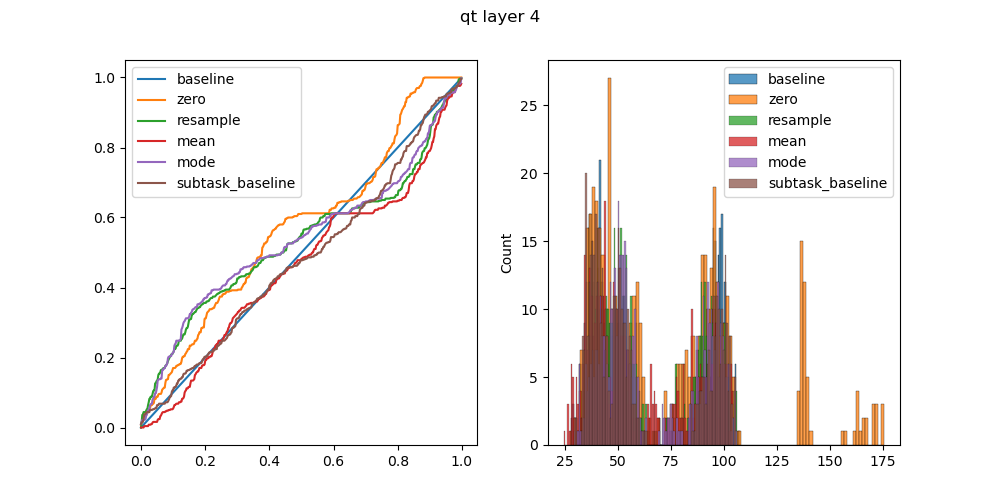 qt layer 4
baseline
zero
resample
mean
mode
subtask_baseline
1.0
0.8
0.6
0.4
0.2
0.0
0.0 0.2 0.4 0.6 0.8 1.0
baseline
zero
resample
mean
mode
subtask_baseline
Count
25
20
15
10
5
0
25 50 75 100 125 150 175